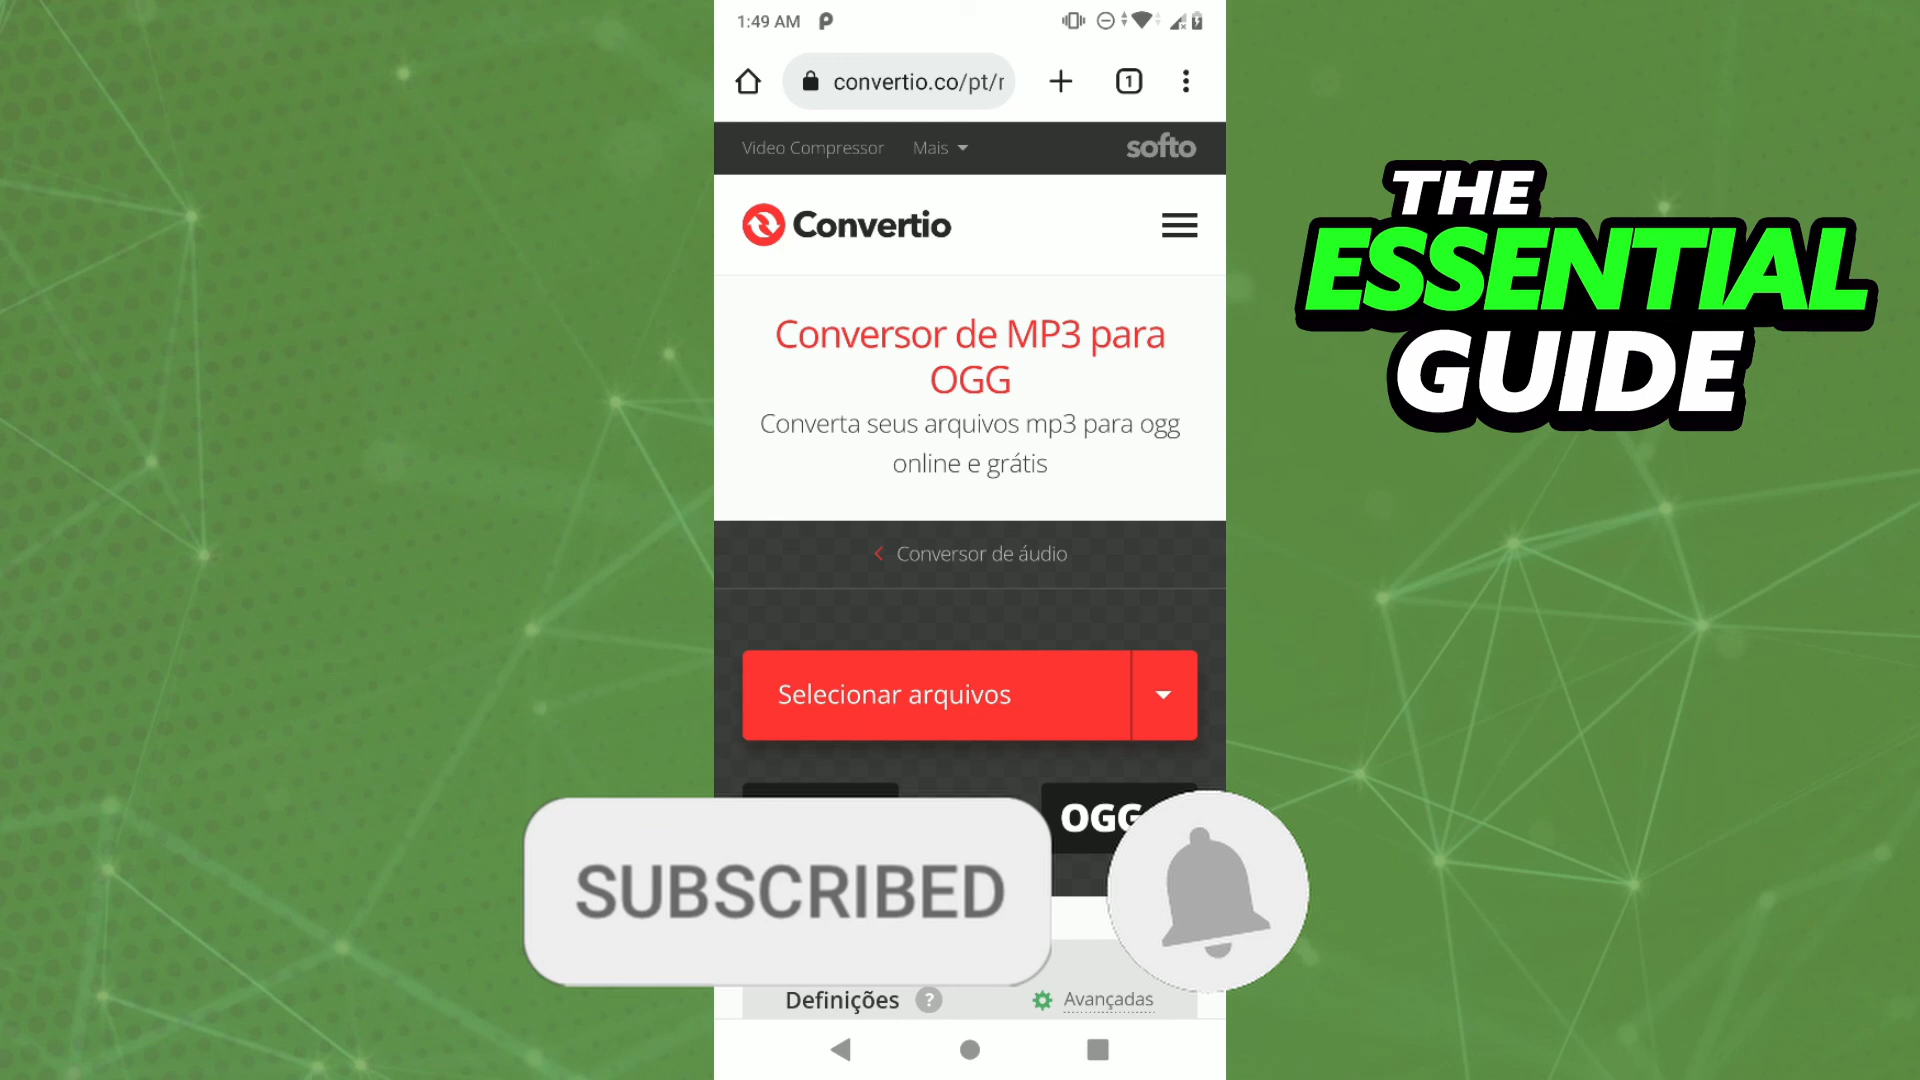 1:49 AM
convertio.co/pt/r
1
Video Compressor Mais
softo
Convertio
Conversor de MP3 para
OGG
Converta seus arquivos mp3 para ogg
online e grátis
Conversor de áudio
Selecionar arquivos
OGG
SUBSCRIBED
Definições ?
Avançadas
THE
ESSENTIAL
GUIDE